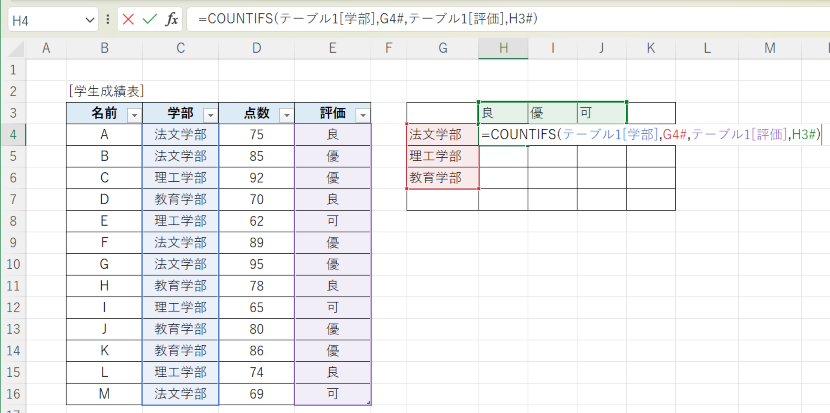 H4 fx =COUNTIFS(テーブル1[学部],G4#,テーブル1[評価],H3#)
A B C D E F G H I J K L M N
1
2 [学生成績表]
3 名前 学部 点数 評価 良 優 可
4 A 法文学部 75 良 法文学部 =COUNTIFS(テーブル1[学部],G4#,テーブル1[評価],H3#)
5 B 法文学部 85 優 理工学部
6 C 理工学部 92 優 教育学部
7 D 教育学部 70 良
8 E 理工学部 62 可
9 F 法文学部 89 優
10 G 法文学部 95 優
11 H 教育学部 78 良
12 I 理工学部 65 可
13 J 教育学部 80 優
14 K 教育学部 86 優
15 L 理工学部 74 良
16 M 法文学部 69 可